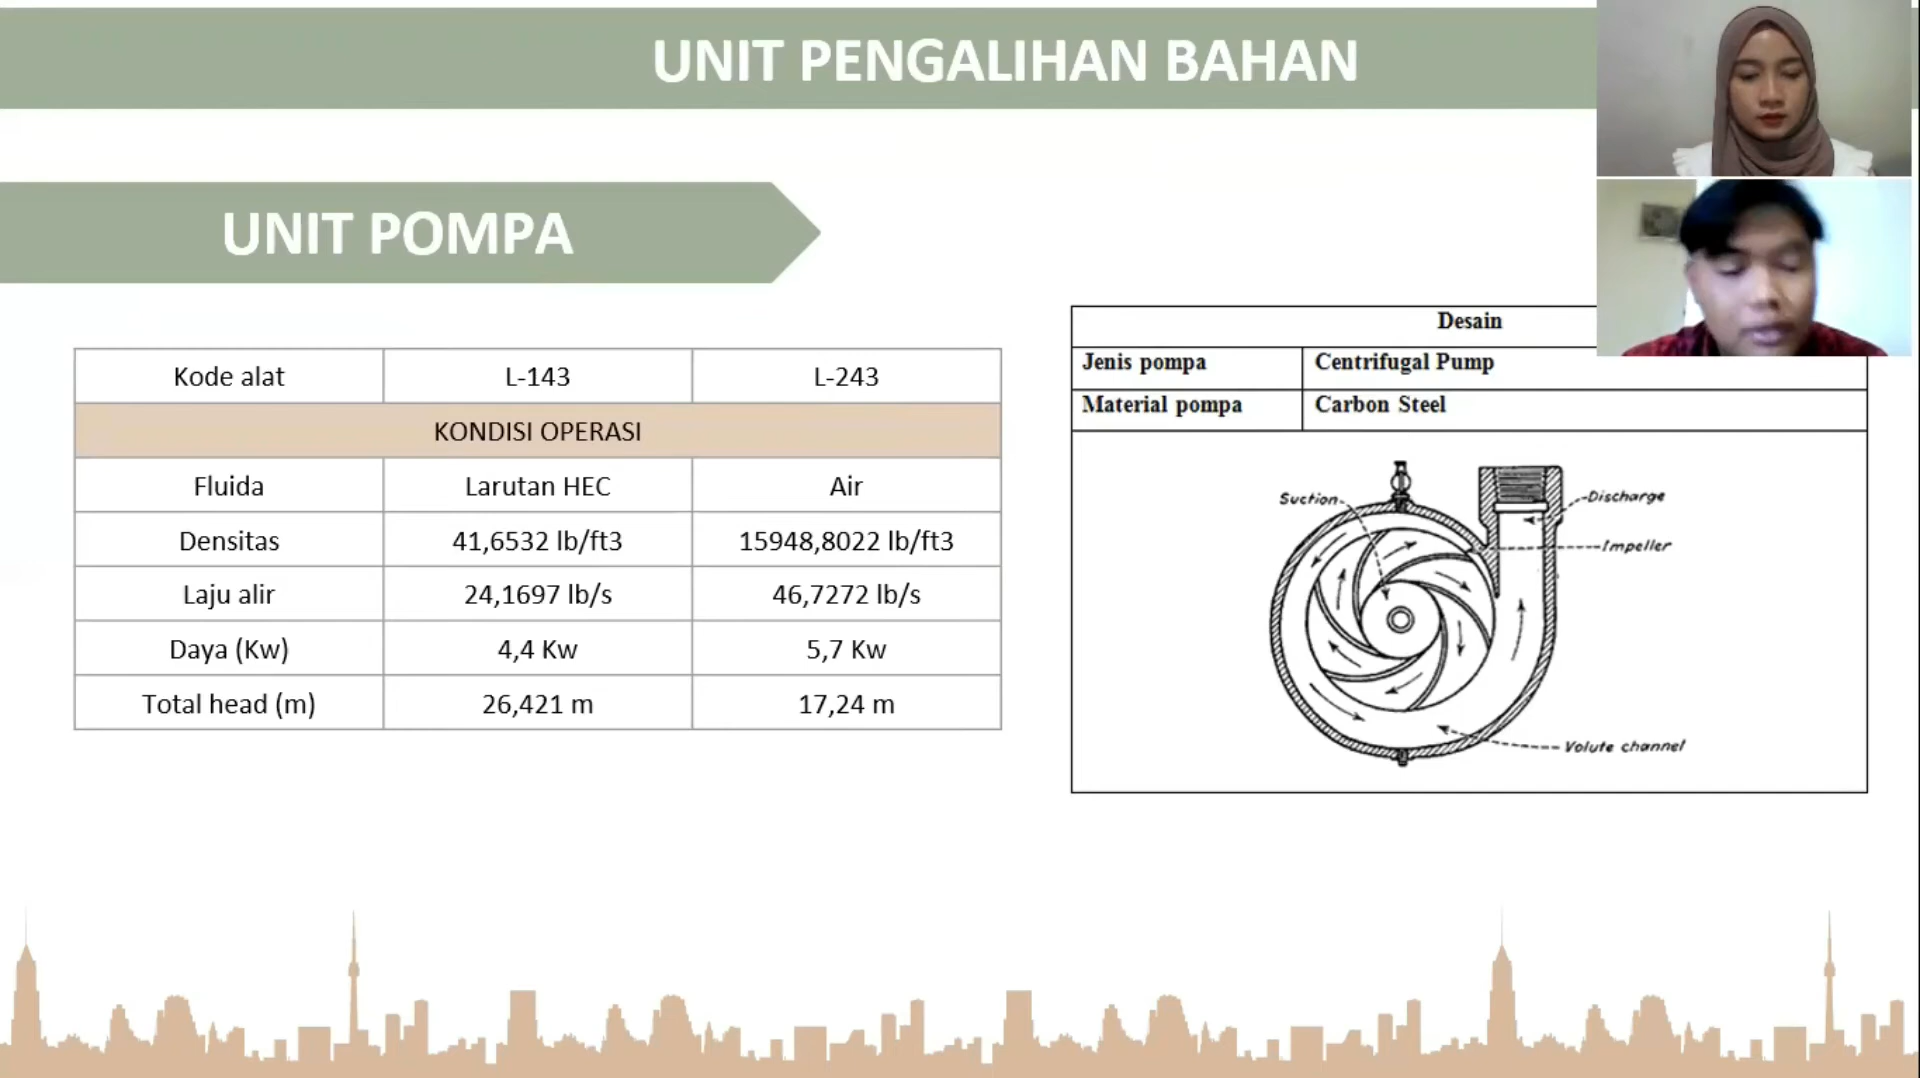 UNIT PENGALIHAN BAHAN
UNIT POMPA
Kode alat L-143 L-243
KONDISI OPERASI
Fluida Larutan HEC Air
Densitas 41,6532 lb/ft3 15948,8022 lb/ft3
Laju alir 24,1697 lb/s 46,7272 lb/s
Daya (Kw) 4,4 Kw 5,7 Kw
Total head (m) 26,421 m 17,24 m
Desain
Jenis pompa Centrifugal Pump
Material pompa Carbon Steel
Suction
Discharge
Impeller
Volute channel